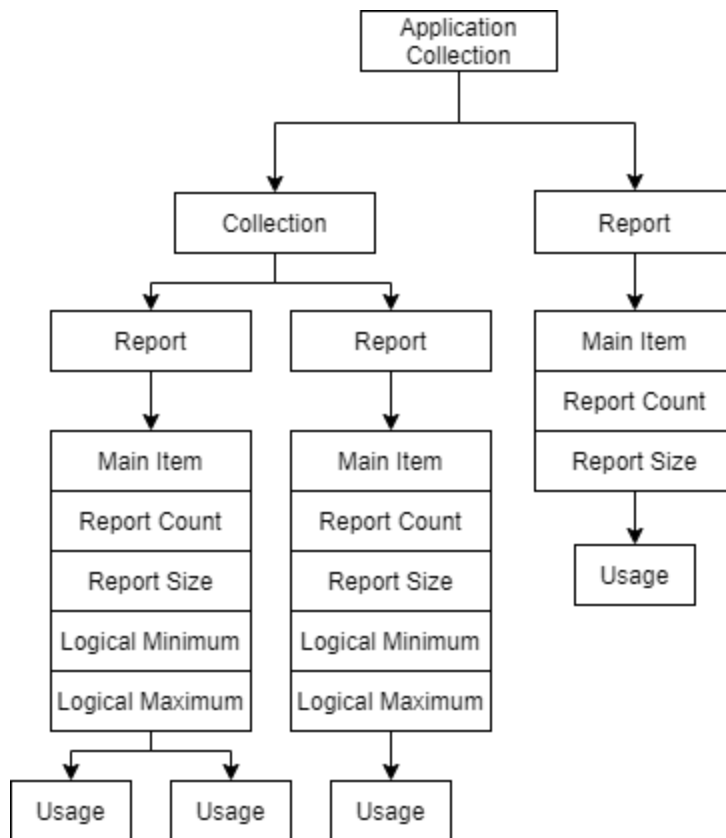 Application
Collection
Collection
Report
Report
Report
Main Item
Report Count
Report Size
Usage
Main Item
Report Count
Report Size
Logical Minimum
Logical Maximum
Main Item
Report Count
Report Size
Logical Minimum
Logical Maximum
Usage
Usage
Usage